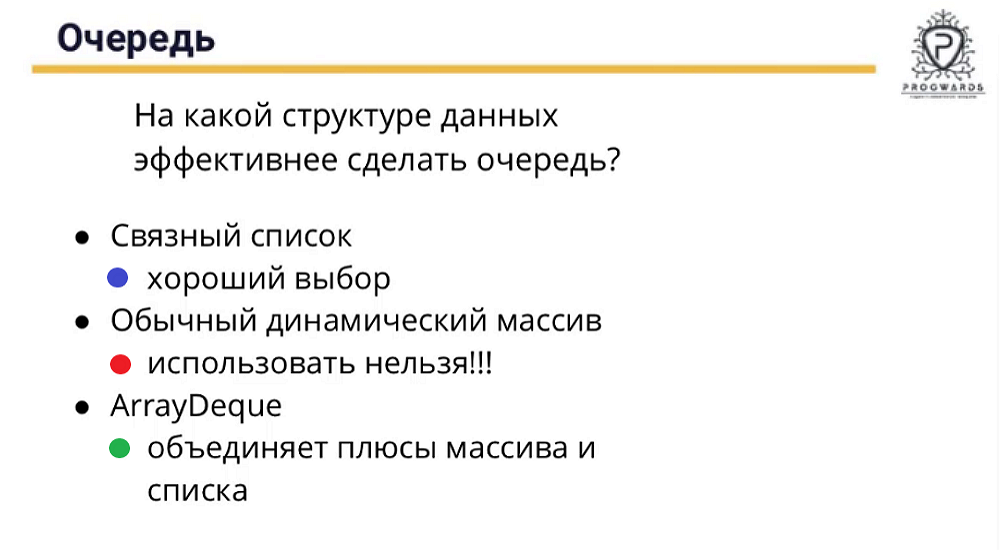 Очередь
PROGWARDS
На какой структуре данных
эффективнее сделать очередь?
● Связный список
● хороший выбор
● Обычный динамический массив
● использовать нельзя!!!
● ArrayDeque
● объединяет плюсы массива и
списка